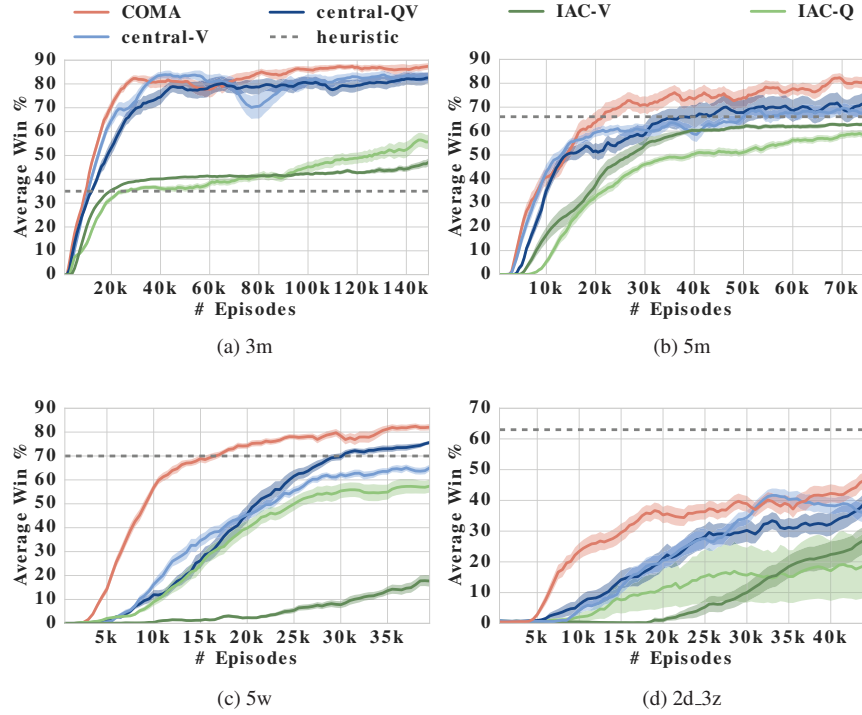 COMA central-QV IAC-V IAC-Q
central-V heuristic
90
80
70
60
50
40
30
20
10
0
Average Win %
20k 40k 60k 80k 100k 120k 140k
# Episodes
(a) 3m
90
80
70
60
50
40
30
20
10
0
Average Win %
10k 20k 30k 40k 50k 60k 70k
# Episodes
(b) 5m
90
80
70
60
50
40
30
20
10
0
Average Win %
5k 10k 15k 20k 25k 30k 35k
# Episodes
(c) 5w
70
60
50
40
30
20
10
0
Average Win %
5k 10k 15k 20k 25k 30k 35k 40k
# Episodes
(d) 2d_3z